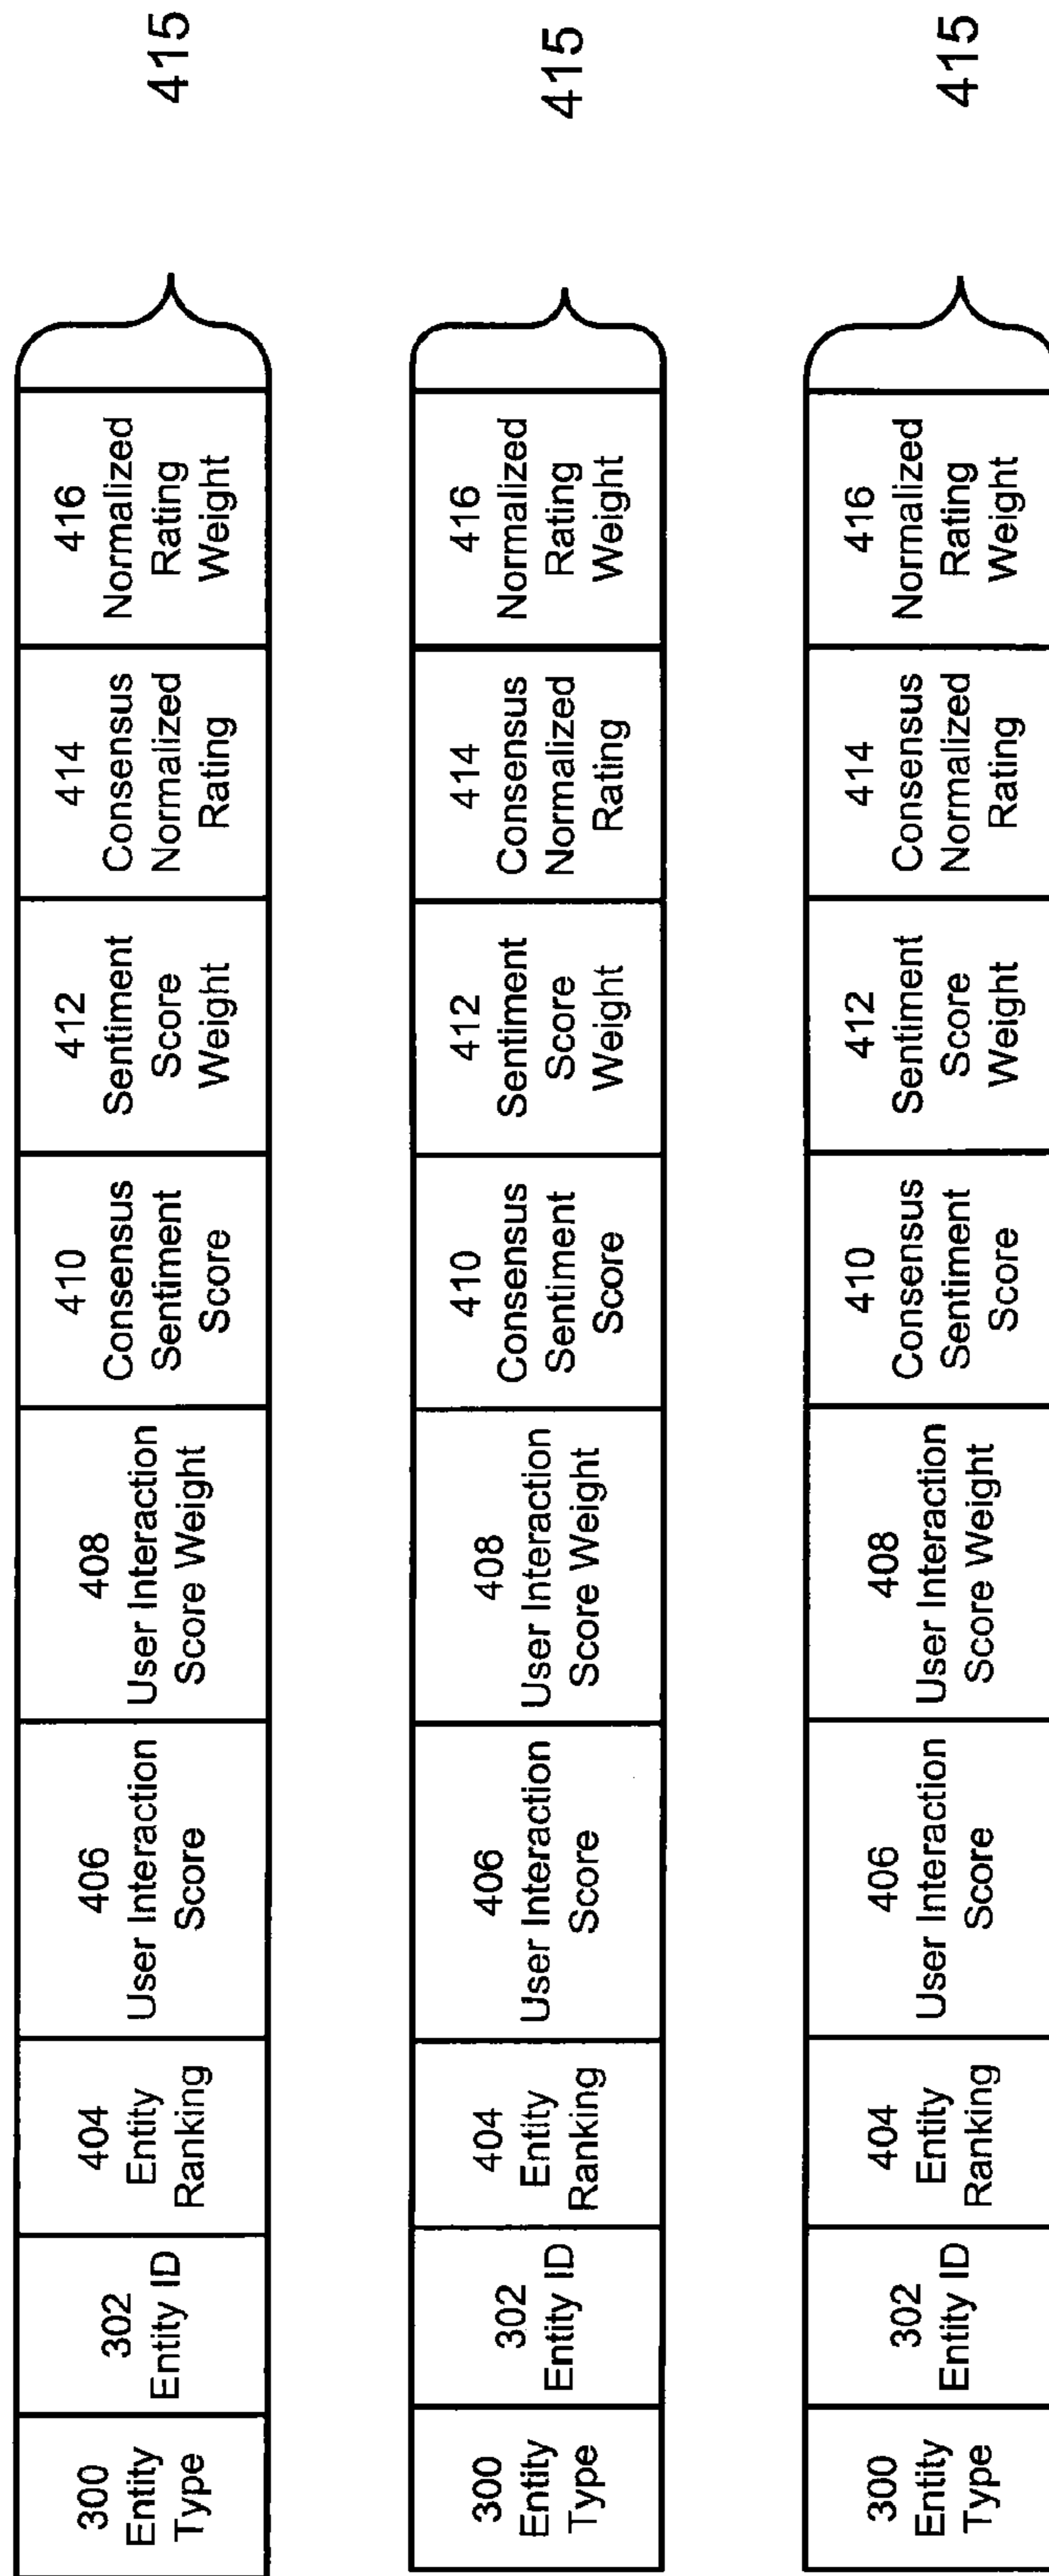 300
Entity
Type
302
Entity ID
404
Entity
Ranking
406
User Interaction
Score
408
User Interaction
Score Weight
410
Consensus
Sentiment
Score
412
Sentiment
Score
Weight
414
Consensus
Normalized
Rating
416
Normalized
Rating
Weight
415
300
Entity
Type
302
Entity ID
404
Entity
Ranking
406
User Interaction
Score
408
User Interaction
Score Weight
410
Consensus
Sentiment
Score
412
Sentiment
Score
Weight
414
Consensus
Normalized
Rating
416
Normalized
Rating
Weight
415
300
Entity
Type
302
Entity ID
404
Entity
Ranking
406
User Interaction
Score
408
User Interaction
Score Weight
410
Consensus
Sentiment
Score
412
Sentiment
Score
Weight
414
Consensus
Normalized
Rating
416
Normalized
Rating
Weight
415